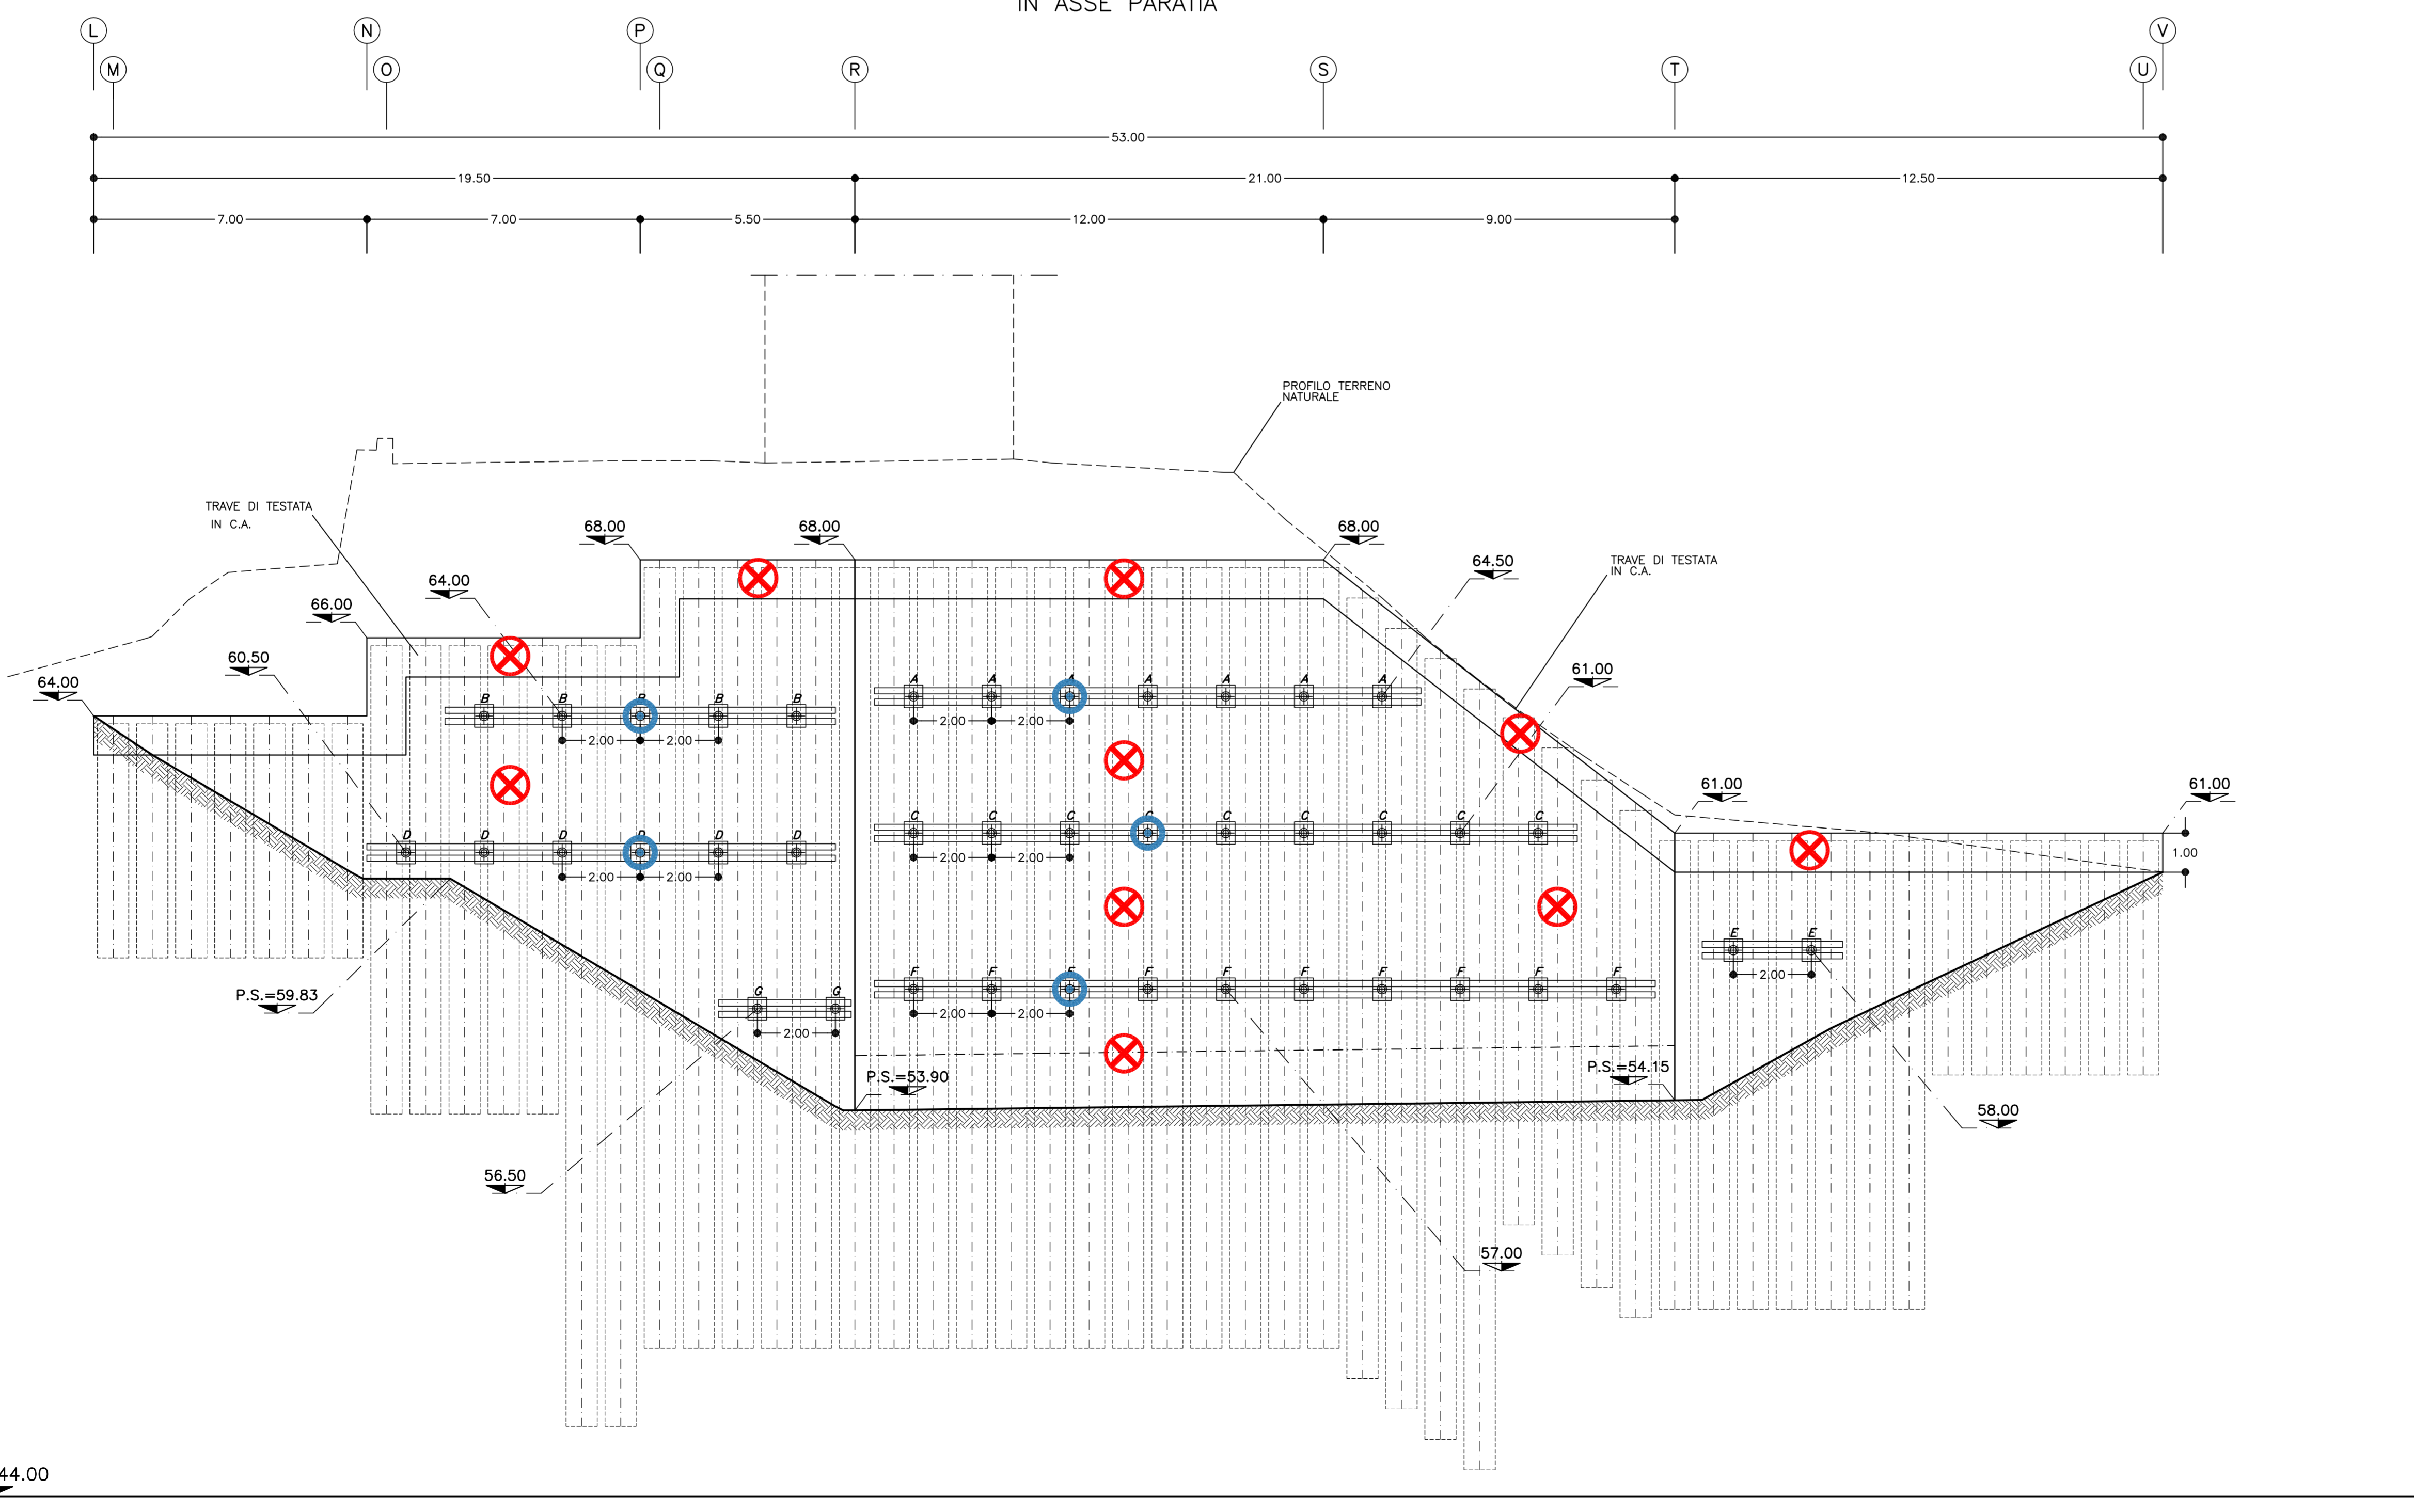 IN ASSE PARATIA
L N P V
M O Q R S T U
53.00
19.50 21.00 12.50
7.00 7.00 5.50 12.00 9.00
PROFILO TERRENO
NATURALE
TRAVE DI TESTATA
IN C.A.
68.00 68.00 68.00
TRAVE DI TESTATA
IN C.A.
64.50
64.00
66.00
60.50
61.00
64.00
A A A A A A A
B B B B B
2.00 2.00
2.00 2.00
61.00 61.00
C C C C C C C C C
D D D D D D
1.00
2.00 2.00
2.00 2.00
E E
2.00
F F F F F F F F F F
G G
P.S.=59.83
2.00 2.00
2.00
P.S.=53.90
P.S.=54.15
58.00
56.50
57.00
44.00